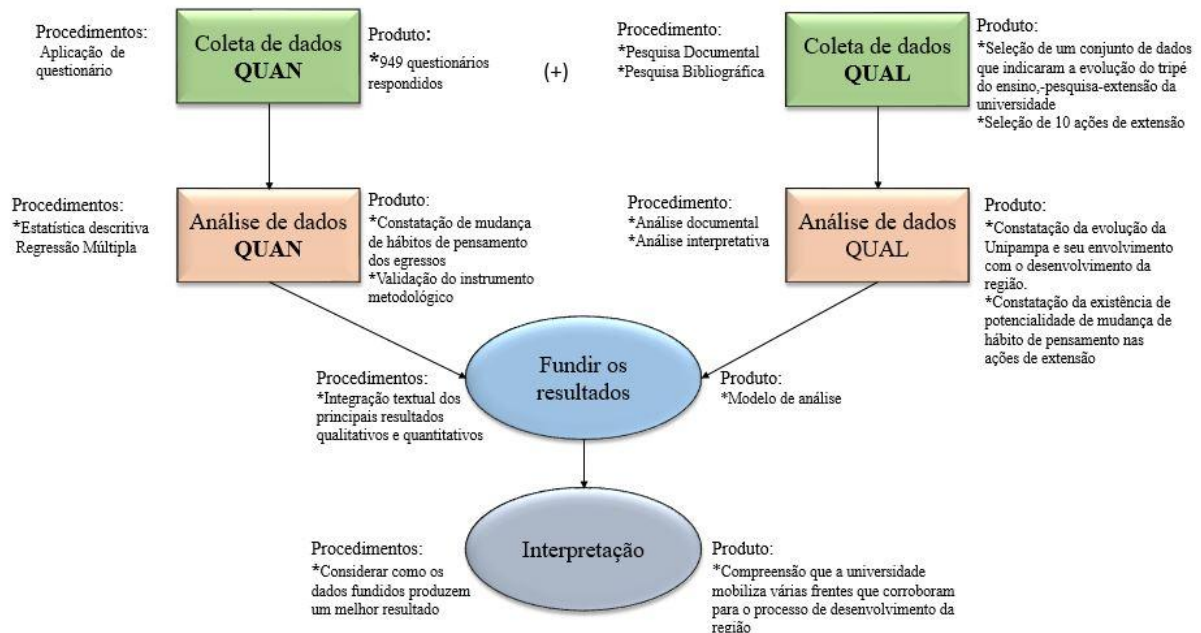 Procedimentos:
Aplicação de
questionário
Coleta de dados
QUAN
Produto:
*949 questionários
respondidos
(+)
Procedimento:
*Pesquisa Documental
*Pesquisa Bibliográfica
Coleta de dados
QUAL
Produto:
*Seleção de um conjunto de dados
que indicaram a evolução do tripé
do ensino,-pesquisa-extensão da
universidade
*Seleção de 10 ações de extensão
Procedimentos:
*Estatística descritiva
Regressão Múltipla
Análise de dados
QUAN
Produto:
*Constatação de mudança
de hábitos de pensamento
dos egressos
*Validação do instrumento
metodológico
Procedimento:
*Análise documental
*Análise interpretativa
Análise de dados
QUAL
Produto:
*Constatação da evolução da
Unipampa e seu envolvimento
com o desenvolvimento da
região.
*Constatação da existência de
potencialidade de mudança de
hábito de pensamento nas
ações de extensão
Procedimentos:
*Integração textual dos
principais resultados
qualitativos e quantitativos
Fundir os
resultados
Produto:
*Modelo de análise
Procedimentos:
*Considerar como os
dados fundidos produzem
um melhor resultado
Interpretação
Produto:
*Compreensão que a universidade
mobiliza várias frentes que corroboram
para o processo de desenvolvimento da
região